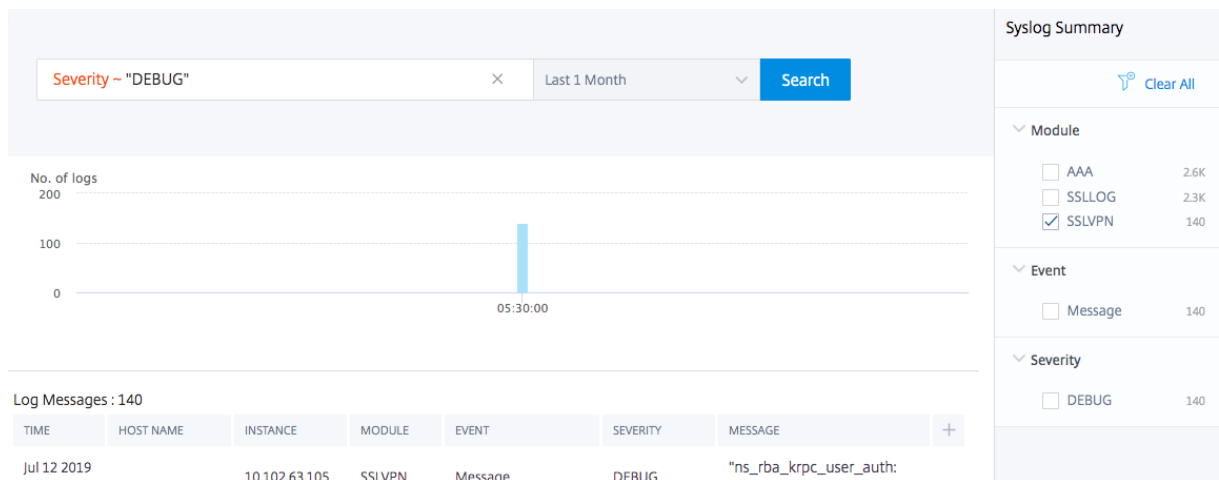 Syslog Summary
Severity ~ "DEBUG"
Last 1 Month
Search
Clear All
No. of logs
200
100
0
05:30:00
Module
AAA 2.6K
SSLLOG 2.3K
SSLVPN 140
Event
Message 140
Severity
DEBUG 140
Log Messages : 140
TIME HOST NAME INSTANCE MODULE EVENT SEVERITY MESSAGE
Jul 12 2019 "ns_rba_krpc_user_auth:
10.102.63.105 SSLVPN Message DEBUG